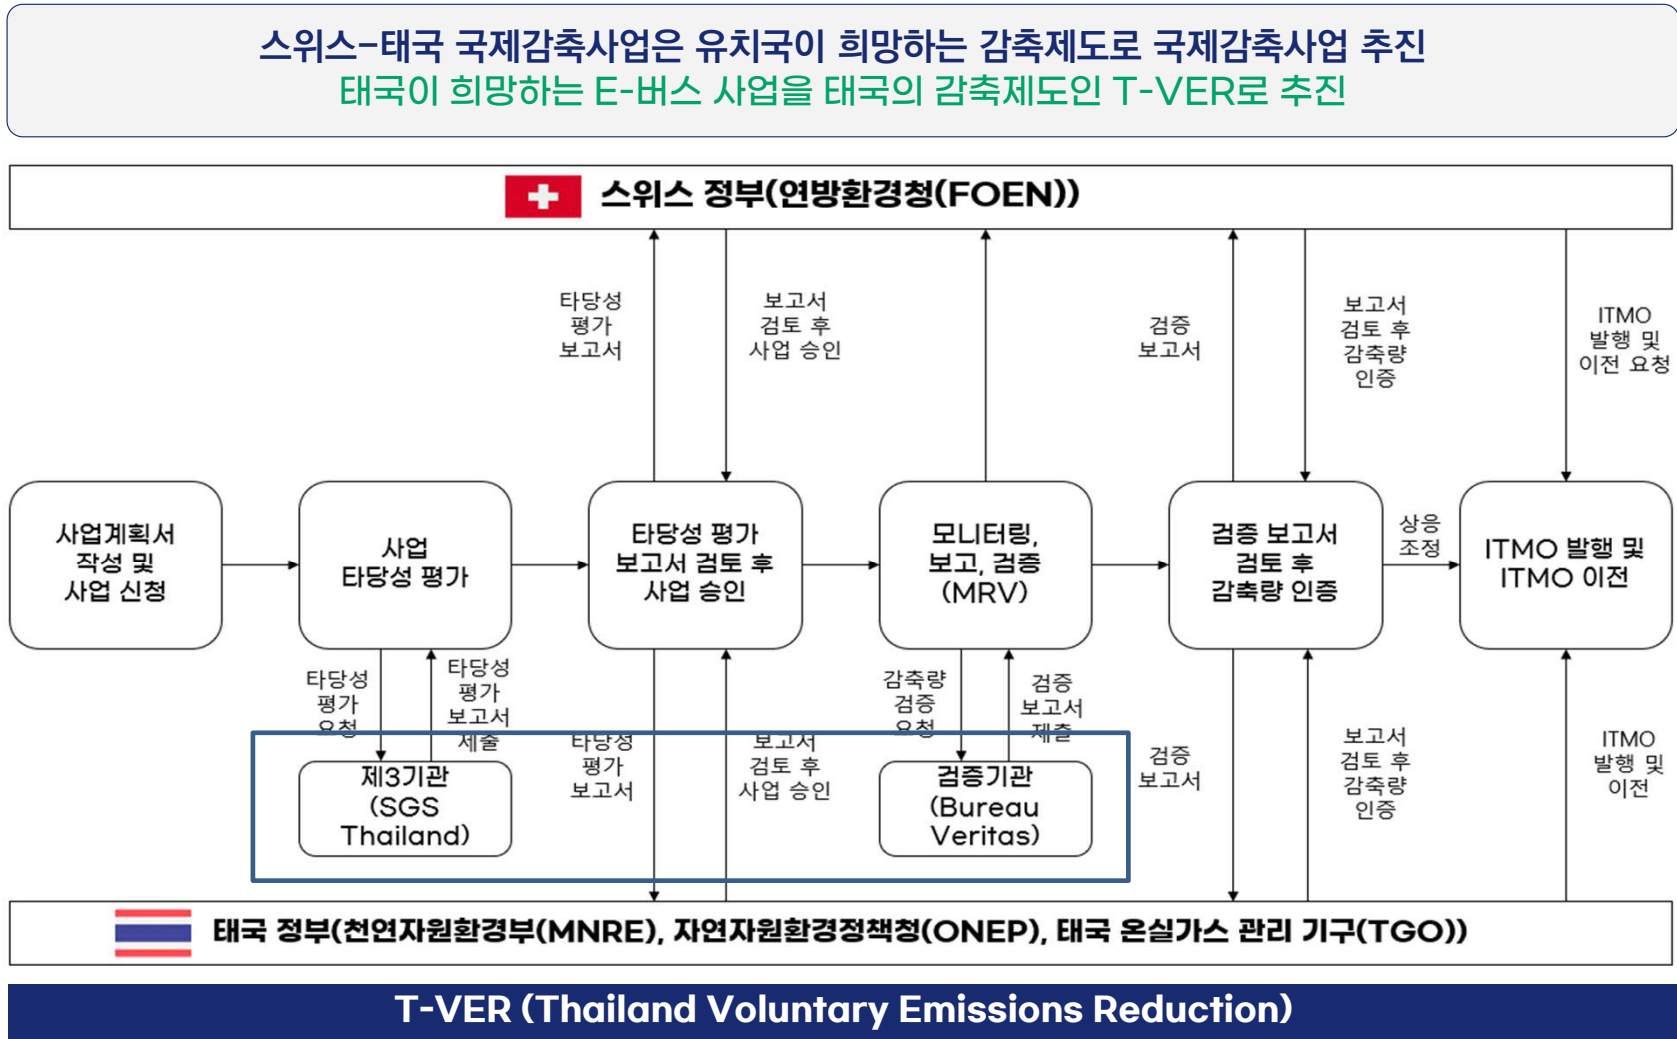 스위스-태국 국제감축사업은 유치국이 희망하는 감축제도로 국제감축사업 추진
태국이 희망하는 E-버스 사업을 태국의 감축제도인 T-VER로 추진
스위스 정부(연방환경청(FOEN))
타당성
평가
보고서
보고서
검토 후
사업 승인
검증
보고서
보고서
검토 후
감축량
인증
ITMO
발행 및
이전 요청
사업계획서
작성 및
사업 신청
사업
타당성 평가
타당성 평가
보고서 검토 후
사업 승인
모니터링,
보고, 검증
(MRV)
검증 보고서
검토 후
감축량 인증
상응
조정
ITMO 발행 및
ITMO 이전
타당성
평가
요청
타당성
평가
보고서
제출
타당성
평가
보고서
보고서
검토 후
사업 승인
감축량
검증
요청
검증
보고서
제출
검증
보고서
보고서
검토 후
감축량
인증
ITMO
발행 및
이전
제3기관
(SGS
Thailand)
검증기관
(Bureau
Veritas)
태국 정부(천연자원환경부(MNRE), 자연자원환경정책청(ONEP), 태국 온실가스 관리 기구(TGO))
T-VER (Thailand Voluntary Emissions Reduction)